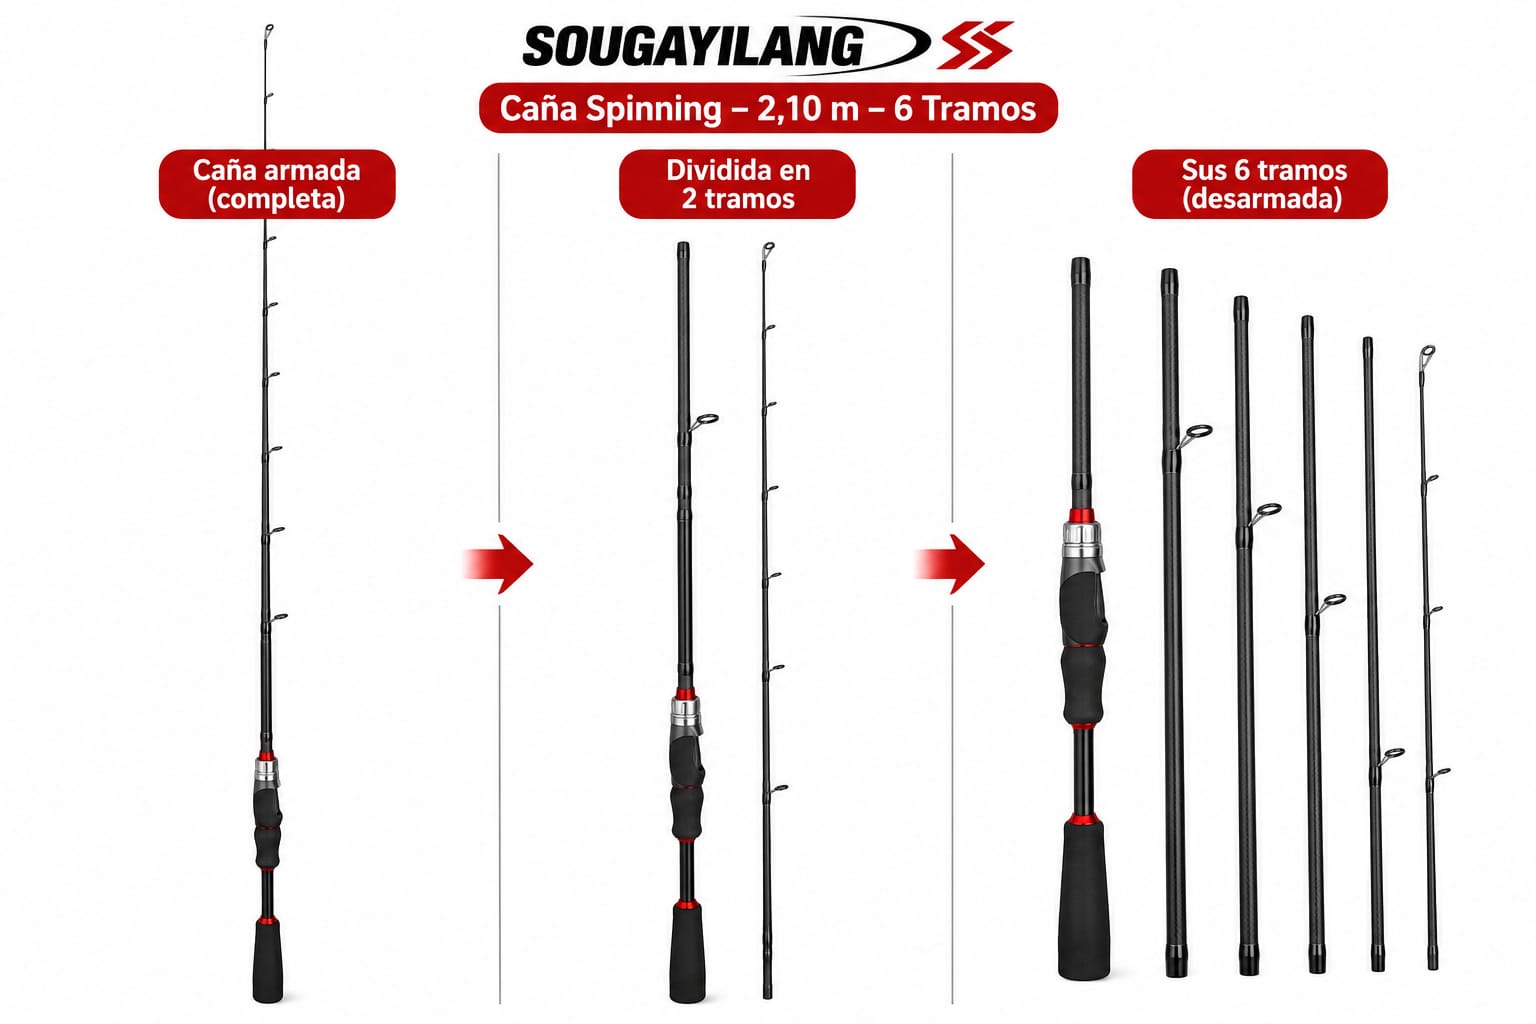 SOUGAYILANG
Caña Spinning – 2,10 m – 6 Tramos
Caña armada
(completa)
Dividida en
2 tramos
Sus 6 tramos
(desarmada)